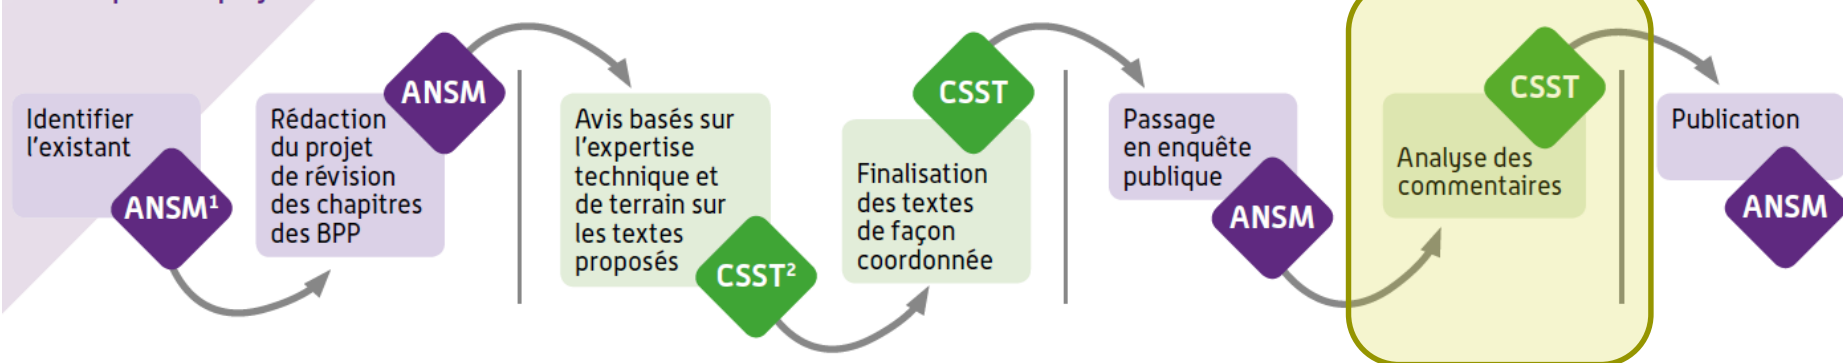 Identifier
l'existant
ANSM¹
Rédaction
du projet
de révision
des chapitres
des BPP
ANSM
Avis basés sur
l'expertise
technique et
de terrain sur
les textes
proposés
CSST²
Finalisation
des textes
de façon
coordonnée
CSST
Passage
en enquête
publique
ANSM
Analyse des
commentaires
CSST
Publication
ANSM